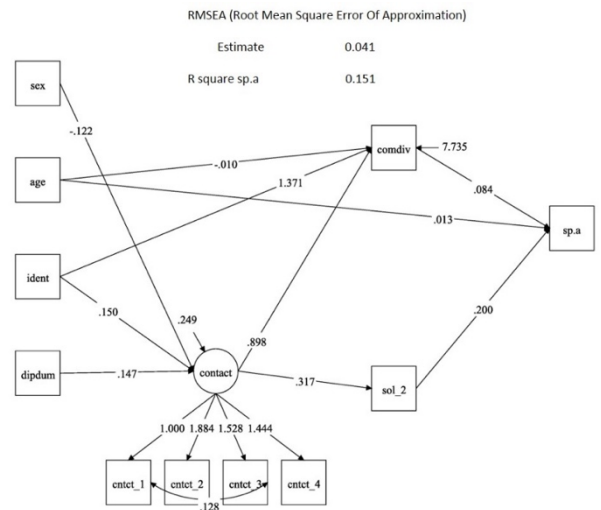 RMSEA (Root Mean Square Error Of Approximation)
Estimate 0.041
R square sp.a 0.151
sex
-.122
comdiv
7.735
age
-.010
1.371
.084
.013
sp.a
ident
.150
.249
.898
.200
dipdum
.147
contact
.317
sol_2
1.000 1.884 1.528 1.444
cntct_1 cntct_2 cntct_3 cntct_4
.128